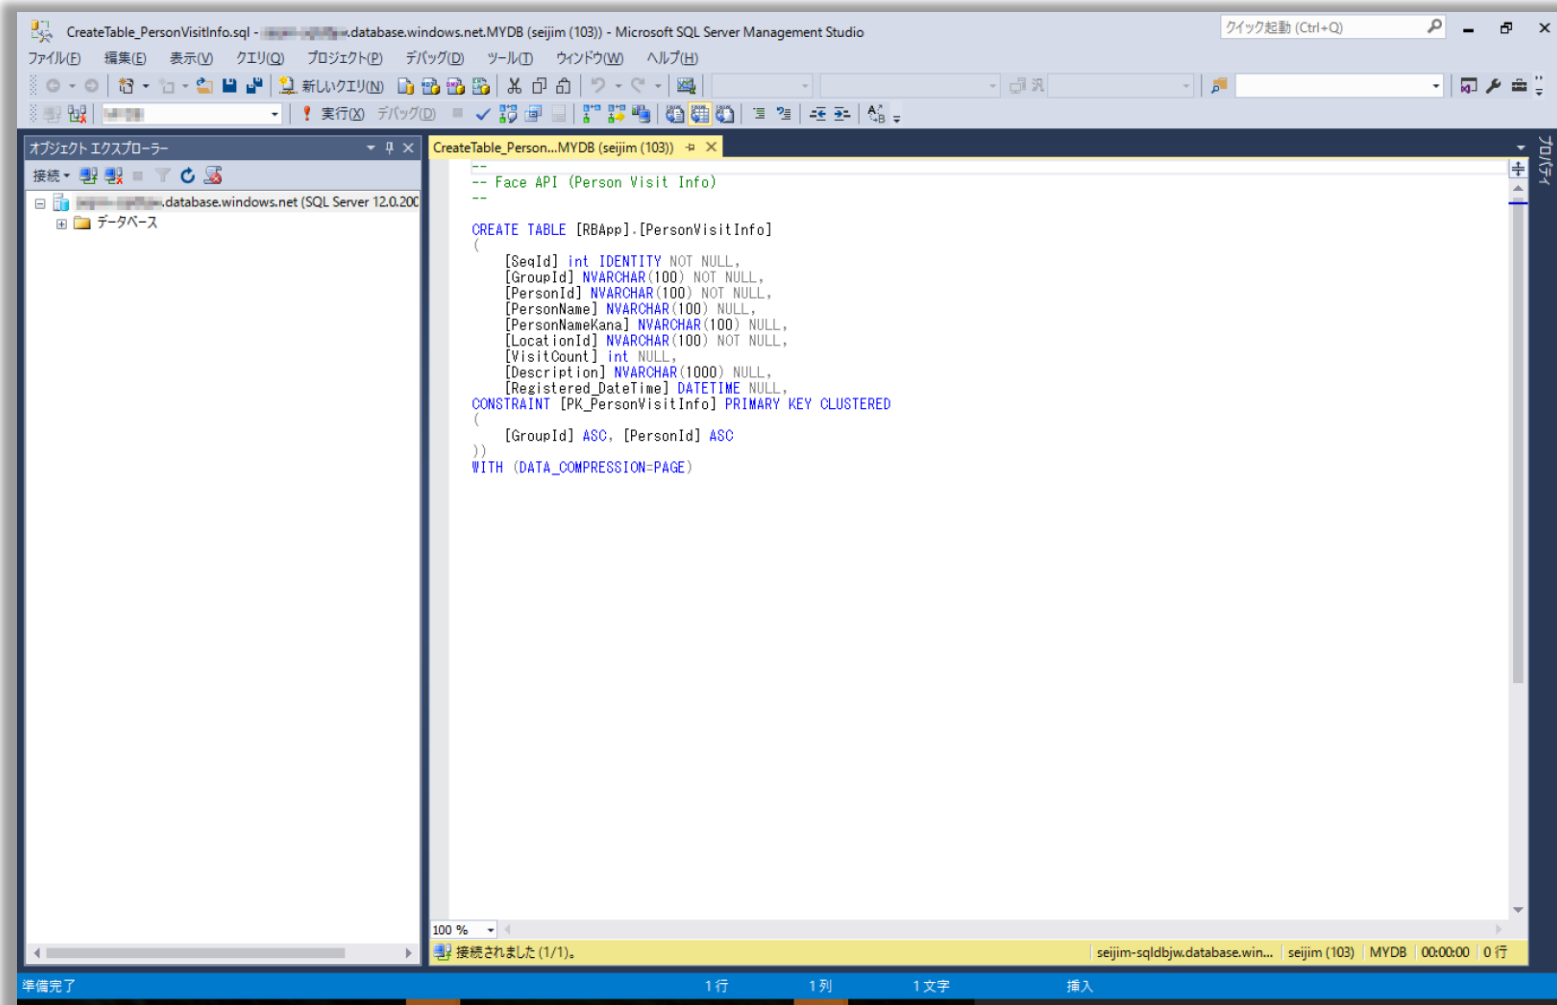 CreateTable_PersonVisitInfo.sql - .database.windows.net.MYDB (seijim (103)) - Microsoft SQL Server Management Studio
クイック起動 (Ctrl+Q)
ファイル(F) 編集(E) 表示(V) クエリ(Q) プロジェクト(P) デバッグ(D) ツール(T) ウィンドウ(W) ヘルプ(H)
新しいクエリ(N)
実行(X) デバッグ(D)
オブジェクト エクスプローラー
接続
.database.windows.net (SQL Server 12.0.200
データベース
CreateTable_Person...MYDB (seijim (103))
プロパティ
--
-- Face API (Person Visit Info)
--
CREATE TABLE [RBApp].[PersonVisitInfo]
(
[SeqId] int IDENTITY NOT NULL,
[GroupId] NVARCHAR(100) NOT NULL,
[PersonId] NVARCHAR(100) NOT NULL,
[PersonName] NVARCHAR(100) NULL,
[PersonNameKana] NVARCHAR(100) NULL,
[LocationId] NVARCHAR(100) NOT NULL,
[VisitCount] int NULL,
[Description] NVARCHAR(1000) NULL,
[Registered_DateTime] DATETIME NULL,
CONSTRAINT [PK_PersonVisitInfo] PRIMARY KEY CLUSTERED
(
[GroupId] ASC, [PersonId] ASC
))
WITH (DATA_COMPRESSION=PAGE)
100 %
接続されました (1/1)。
seijim-sqldbjw.database.win... seijim (103) MYDB 00:00:00 0 行
準備完了 1 行 1 列 1 文字 挿入